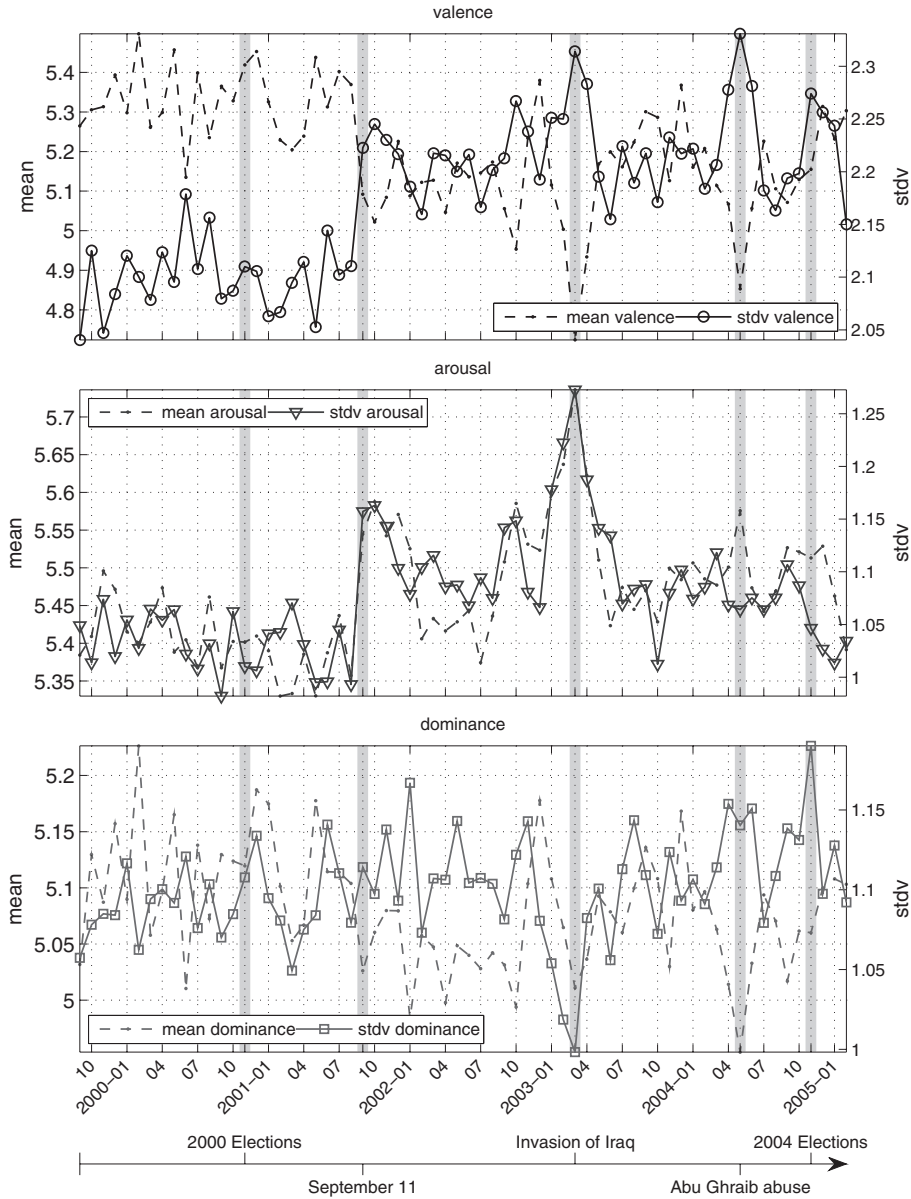 valence
5.4
5.3
5.2
5.1
5
4.9
4.8
mean
2.3
2.25
2.2
2.15
2.1
2.05
stdv
mean valence
stdv valence
arousal
5.7
5.65
5.6
5.55
5.5
5.45
5.4
5.35
mean
1.25
1.2
1.15
1.1
1.05
1
stdv
mean arousal
stdv arousal
dominance
5.2
5.15
5.1
5.05
5
mean
1.15
1.1
1.05
1
stdv
mean dominance
stdv dominance
10
2000-01
04
07
10
2001-01
04
07
10
2002-01
04
07
10
2003-01
04
07
10
2004-01
04
07
10
2005-01
2000 Elections
Invasion of Iraq
2004 Elections
September 11
Abu Ghraib abuse